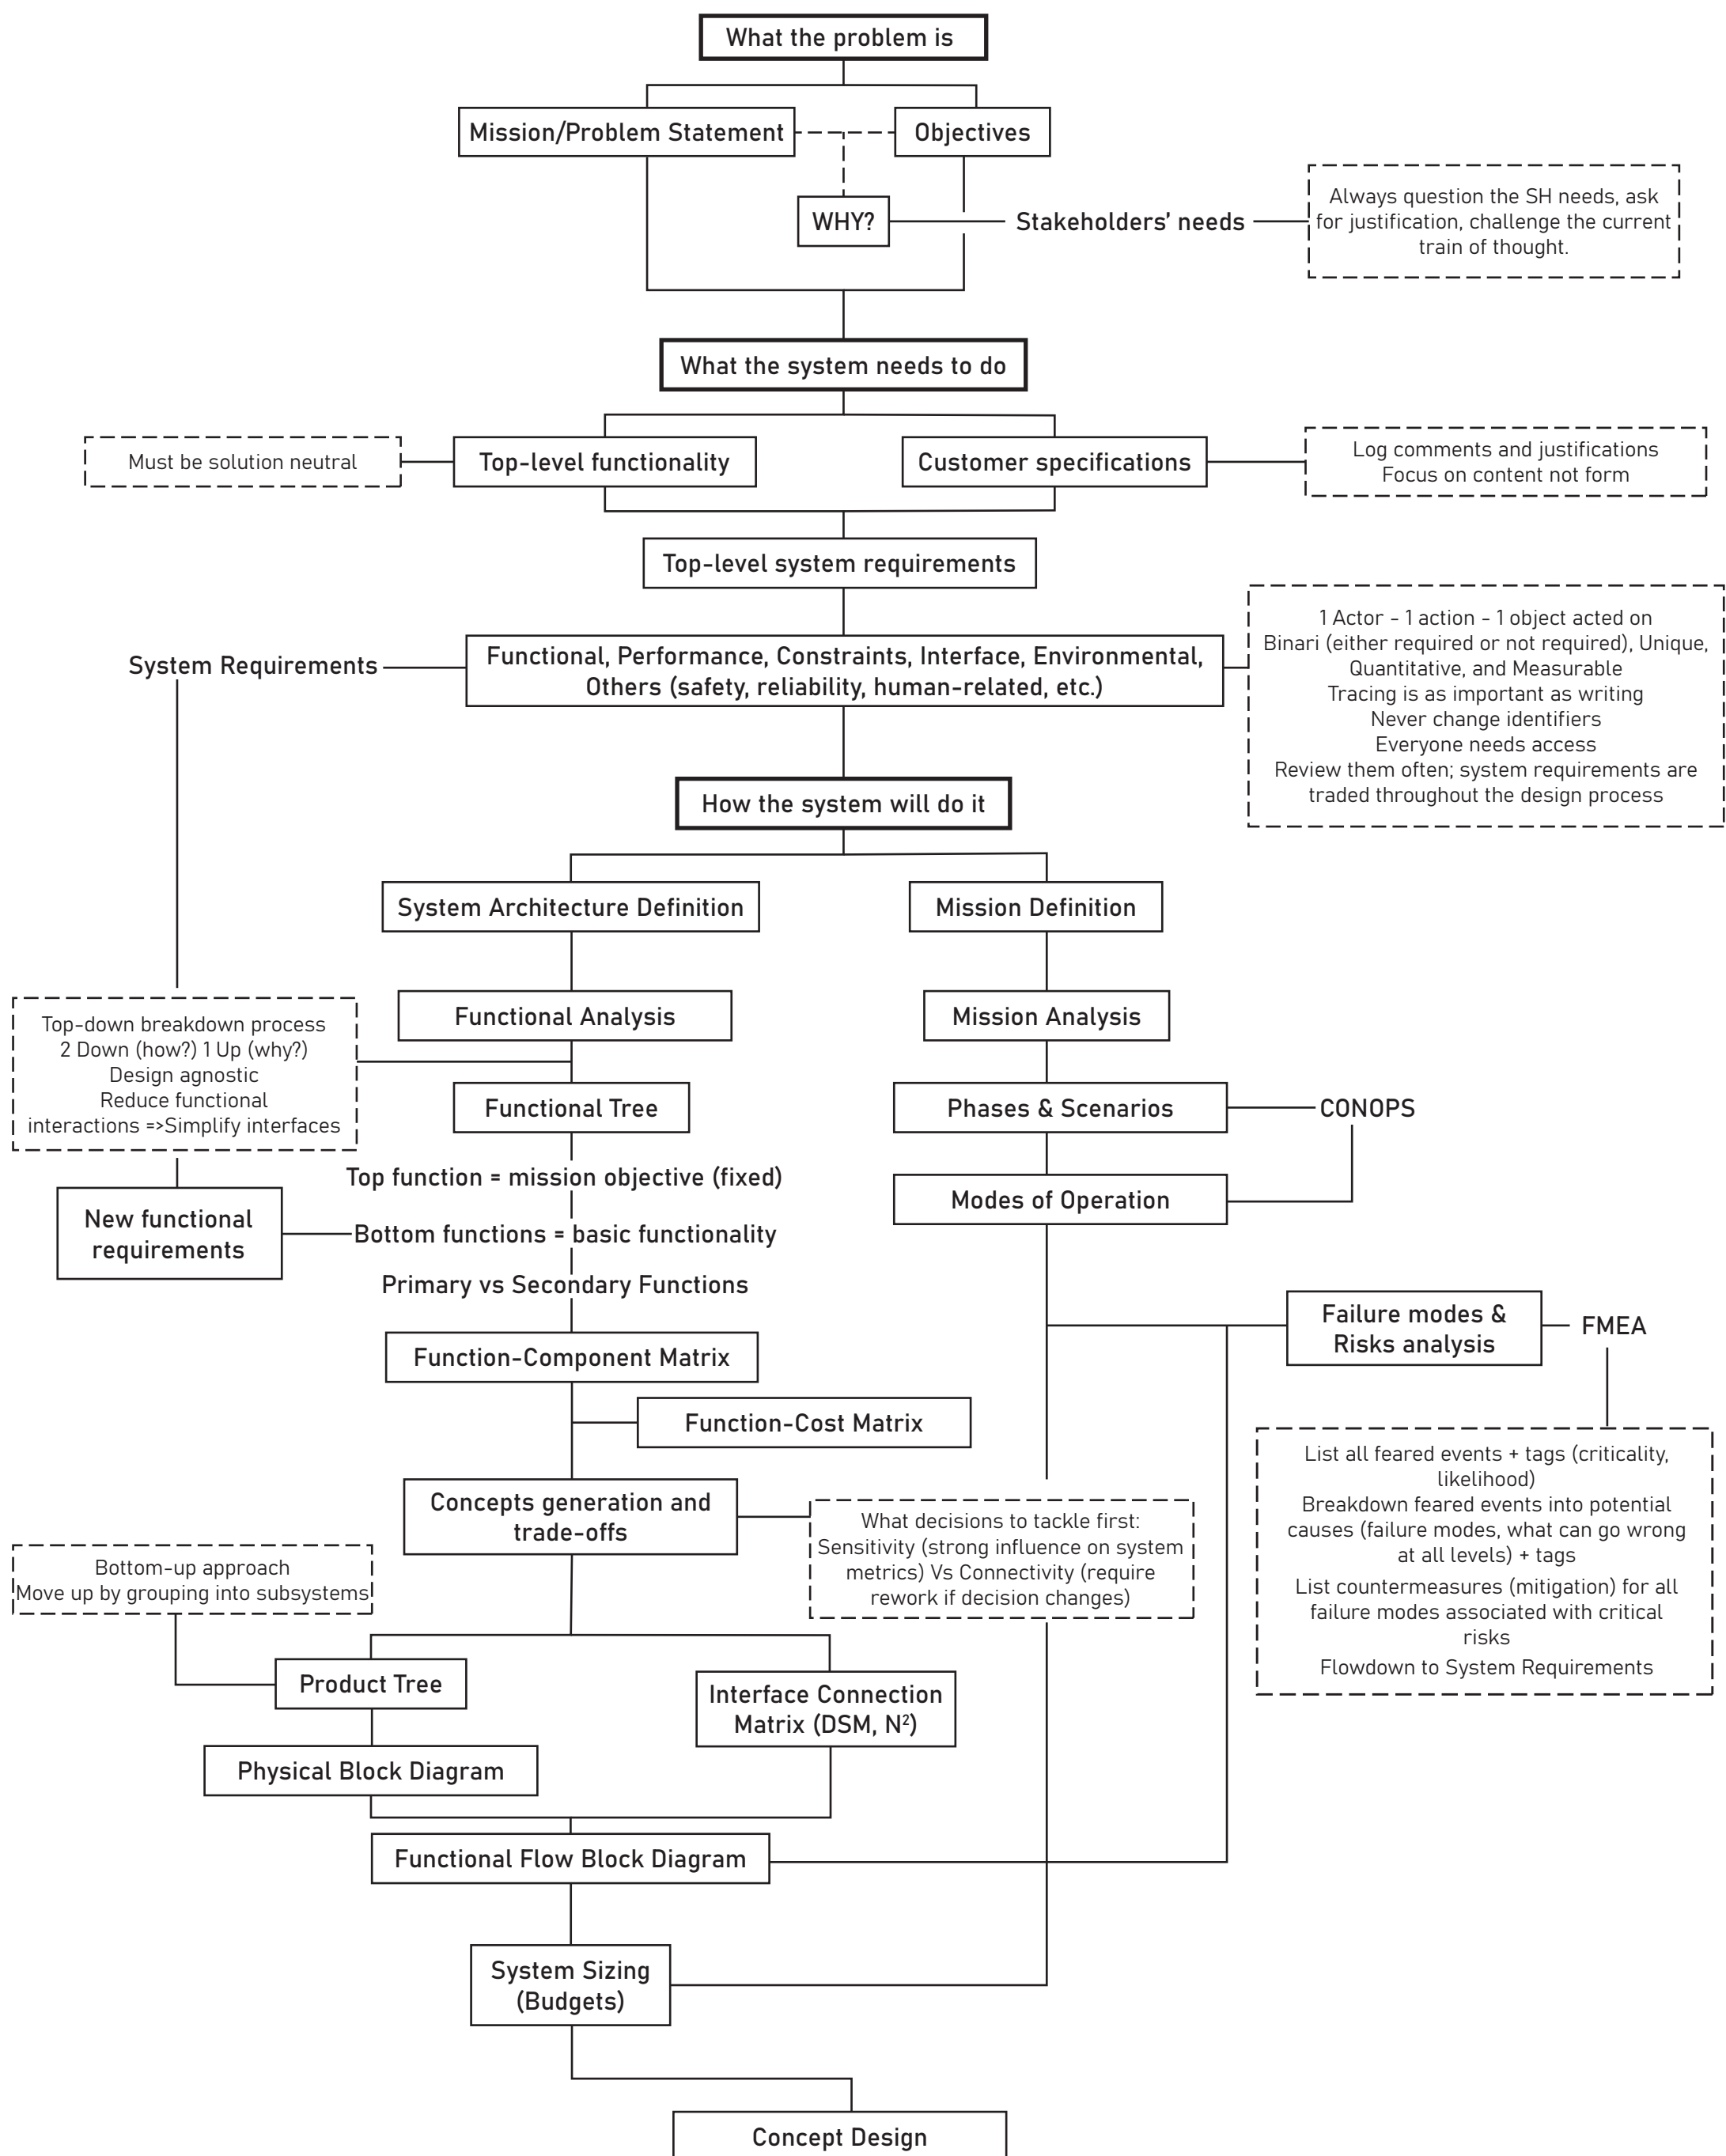 What the problem is
Mission/Problem Statement
Objectives
WHY?
Stakeholders' needs
Always question the SH needs, ask
for justification, challenge the current
train of thought.
What the system needs to do
Must be solution neutral
Top-level functionality
Customer specifications
Log comments and justifications
Focus on content not form
Top-level system requirements
System Requirements
Functional, Performance, Constraints, Interface, Environmental,
Others (safety, reliability, human-related, etc.)
1 Actor - 1 action - 1 object acted on
Binari (either required or not required), Unique,
Quantitative, and Measurable
Tracing is as important as writing
Never change identifiers
Everyone needs access
Review them often; system requirements are
traded throughout the design process
How the system will do it
System Architecture Definition
Mission Definition
Functional Analysis
Mission Analysis
Top-down breakdown process
2 Down (how?) 1 Up (why?)
Design agnostic
Reduce functional
interactions =>Simplify interfaces
Functional Tree
Phases & Scenarios
CONOPS
Top function = mission objective (fixed)
Modes of Operation
New functional
requirements
Bottom functions = basic functionality
Primary vs Secondary Functions
Failure modes &
Risks analysis
FMEA
Function-Component Matrix
Function-Cost Matrix
List all feared events + tags (criticality,
likelihood)
Breakdown feared events into potential
causes (failure modes, what can go wrong
at all levels) + tags
List countermeasures (mitigation) for all
failure modes associated with critical
risks
Flowdown to System Requirements
Concepts generation and
trade-offs
What decisions to tackle first:
Sensitivity (strong influence on system
metrics) Vs Connectivity (require
rework if decision changes)
Bottom-up approach
Move up by grouping into subsystems
Product Tree
Interface Connection
Matrix (DSM, N²)
Physical Block Diagram
Functional Flow Block Diagram
System Sizing
(Budgets)
Concept Design